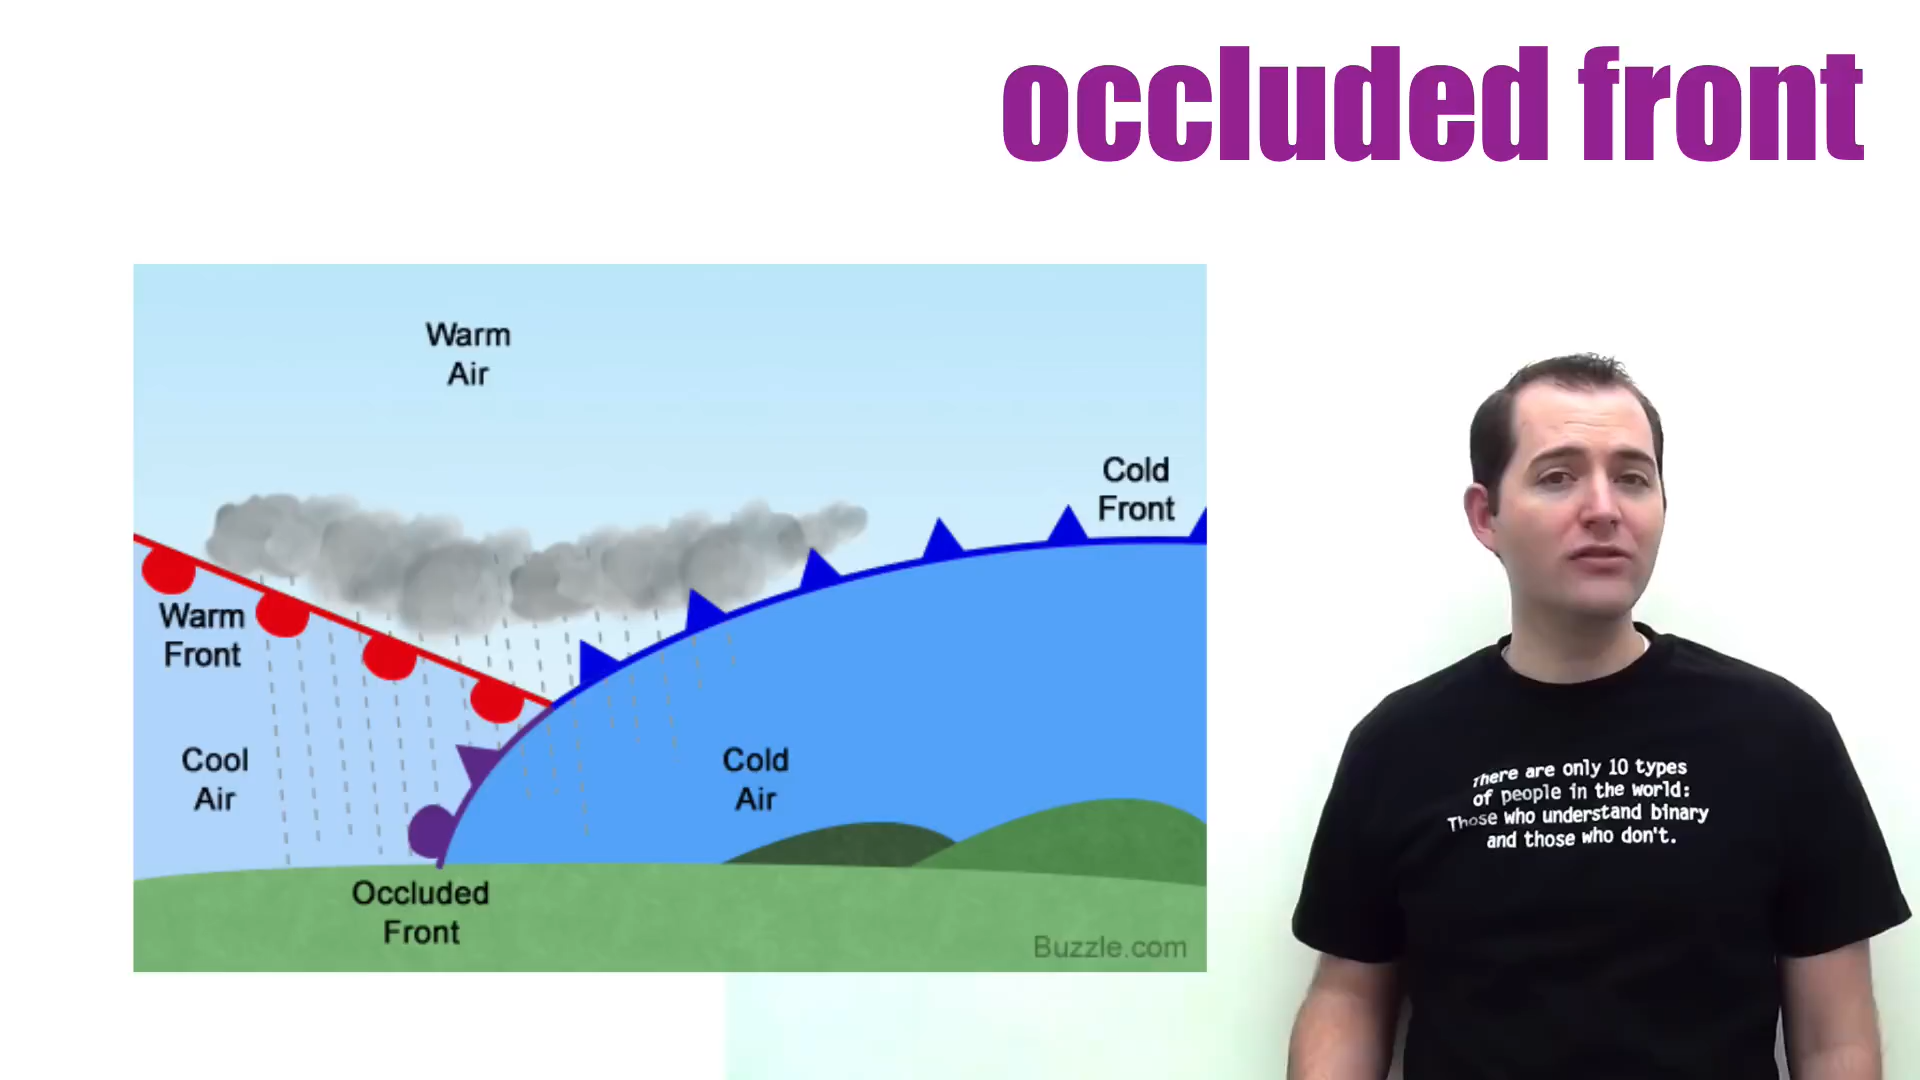 occluded front
Warm
Air
Cold
Front
Warm
Front
Cool
Air
Cold
Air
Occluded
Front
Buzzle.com
There are only 10 types
of people in the world:
Those who understand binary
and those who don't.